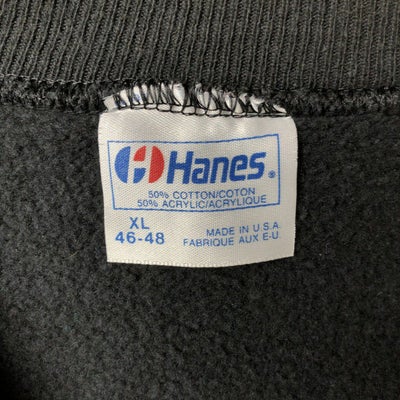 Hanes®
50% COTTON/COTON
50% ACRYLIC/ACRYLIQUE
XL
46-48
MADE IN U.S.A.
FABRIQUE AUX E-U.